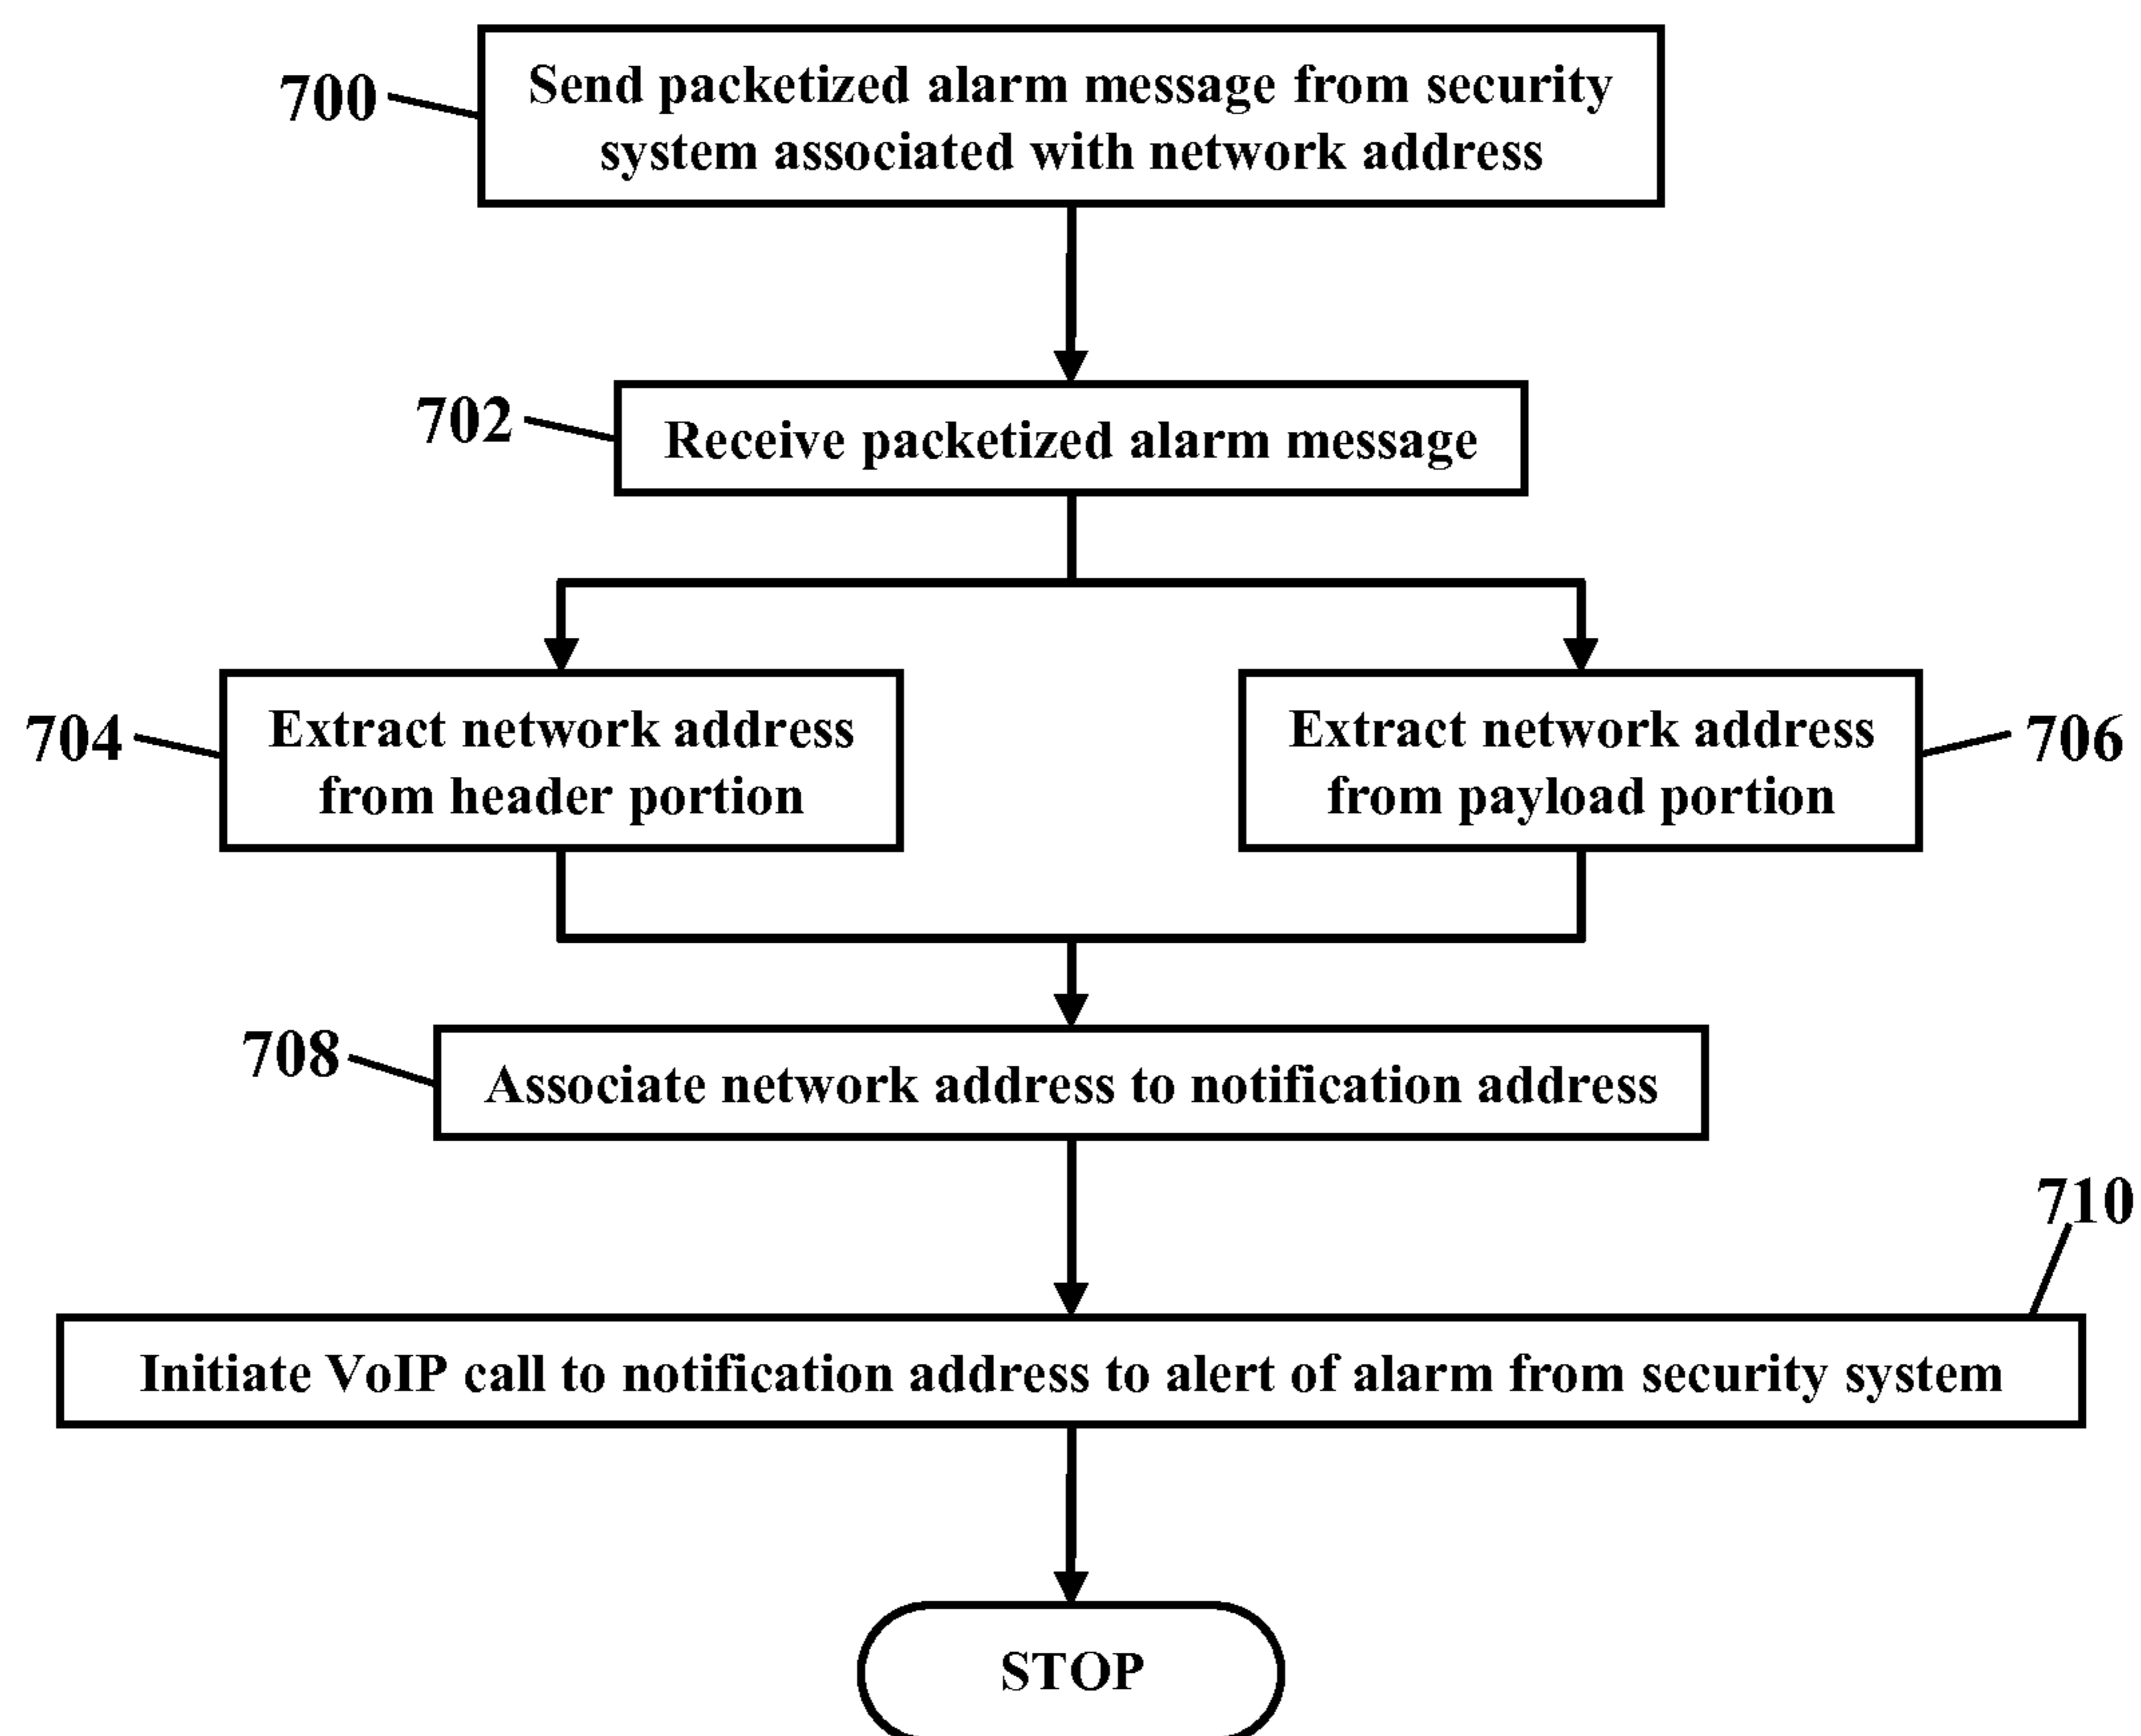 700
Send packetized alarm message from security
system associated with network address
702
Receive packetized alarm message
704
Extract network address
from header portion
Extract network address
from payload portion
706
708
Associate network address to notification address
710
Initiate VoIP call to notification address to alert of alarm from security system
STOP